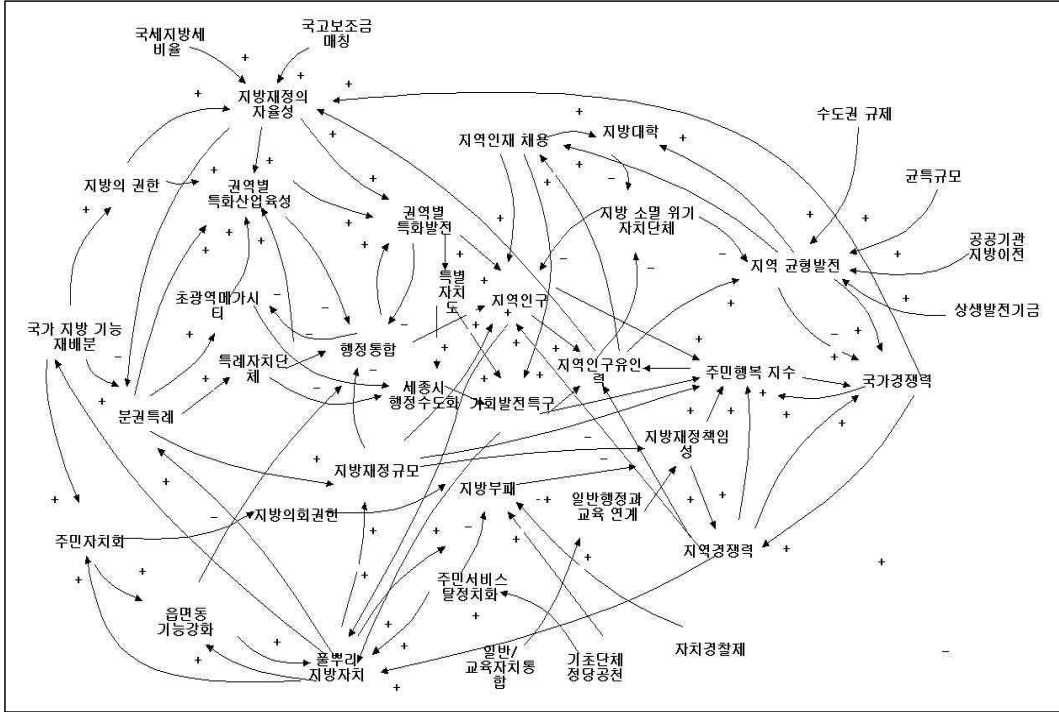 국세지방세
비율
국고보조금
매칭
지방재정의
자율성
수도권 규제
지역인재 채용
지방대학
지방의 권한
권역별
특화산업육성
균특규모
권역별
특화발전
지방 소멸 위기
자치단체
공공기관
지방이전
지역 균형발전
특별
자치
도
초광역메가시
티
지역인구
상생발전기금
국가 지방 기능
재배분
행정통합
특례자치단
체
지역인구유인
력
주민행복 지수
국가경쟁력
세종시
행정수도화
기회발전특구
분권특례
지방재정책임
성
지방재정규모
지방부패
일반행정과
교육 연계
지방의회권한
주민자치회
지역경쟁력
주민서비스
탈정치화
읍면동
기능강화
풀뿌리
지방자치
일반/
교육자치통
합
기초단체
정당공천
자치경찰제